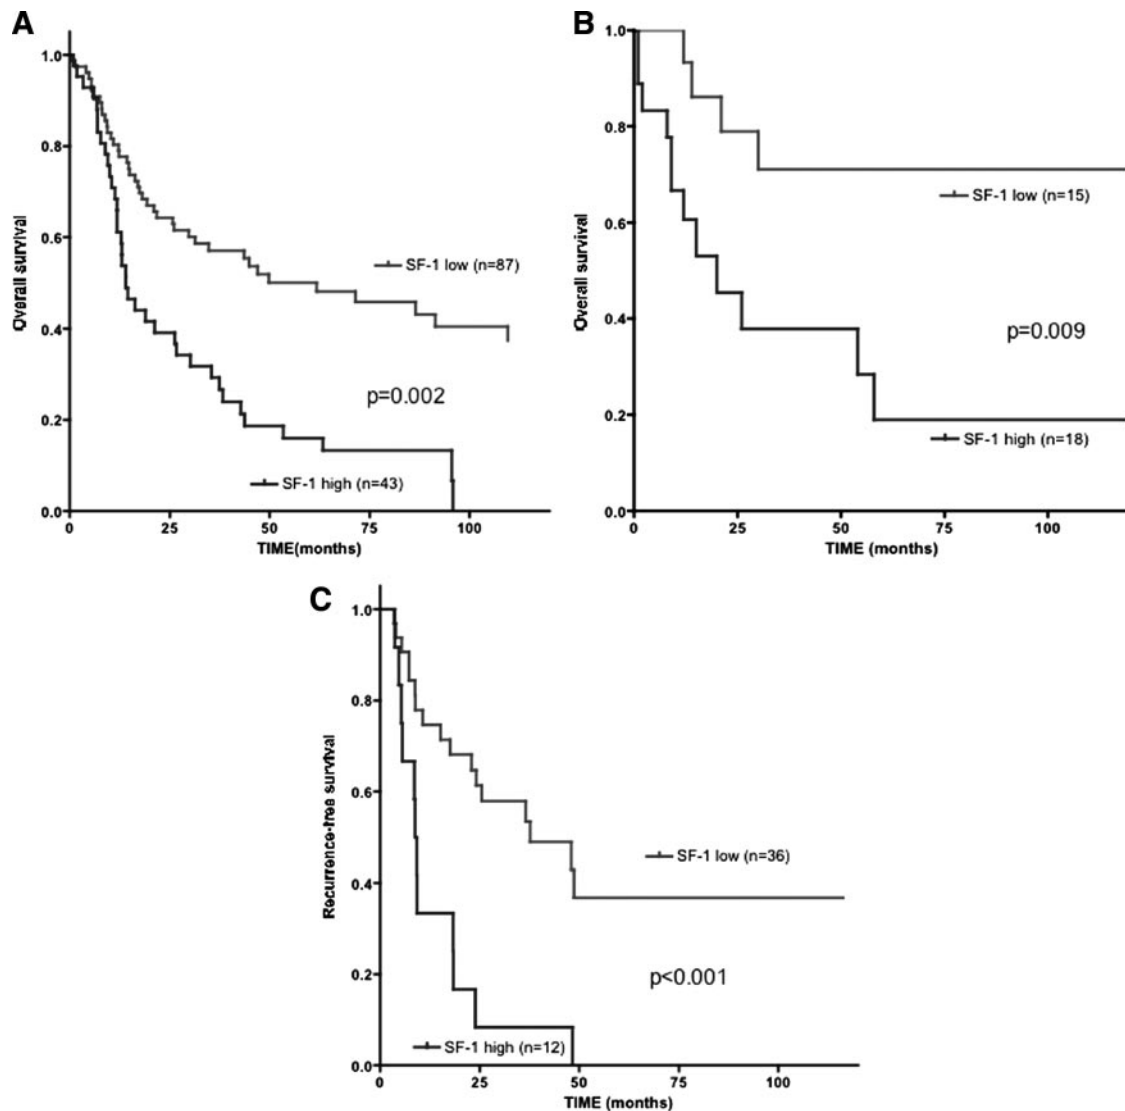 A
Overall survival
1.0
0.8
0.6
0.4
0.2
0.0
SF-1 low (n=87)
p=0.002
SF-1 high (n=43)
0 25 50 75 100
TIME(months)
B
Overall survival
1.0
0.8
0.6
0.4
0.2
0.0
SF-1 low (n=15)
p=0.009
SF-1 high (n=18)
0 25 50 75 100
TIME (months)
C
Recurrence-free survival
1.0
0.8
0.6
0.4
0.2
0.0
SF-1 low (n=36)
p<0.001
SF-1 high (n=12)
0 25 50 75 100
TIME (months)